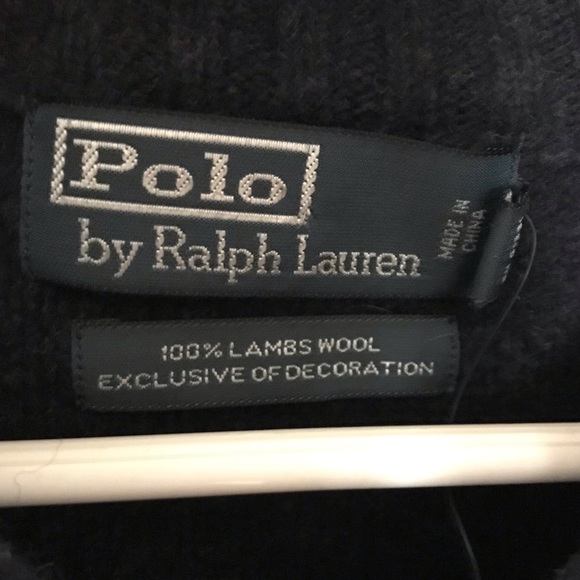 Polo
by Ralph Lauren
MADE IN
CHINA
100% LAMBS WOOL
EXCLUSIVE OF DECORATION